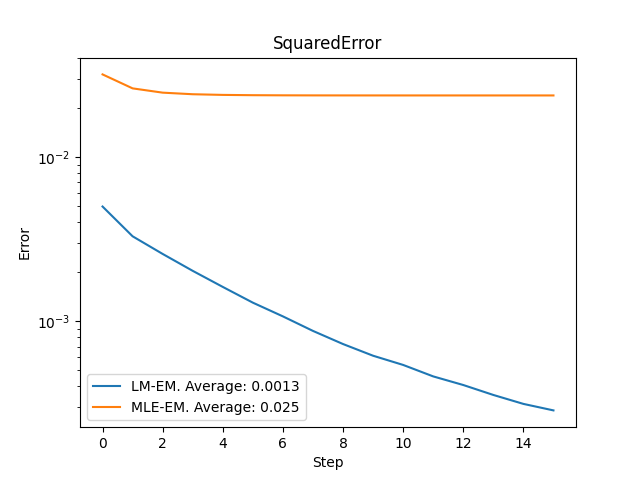 SquaredError
Error
10⁻²
10⁻³
LM-EM. Average: 0.0013
MLE-EM. Average: 0.025
0 2 4 6 8 10 12 14
Step